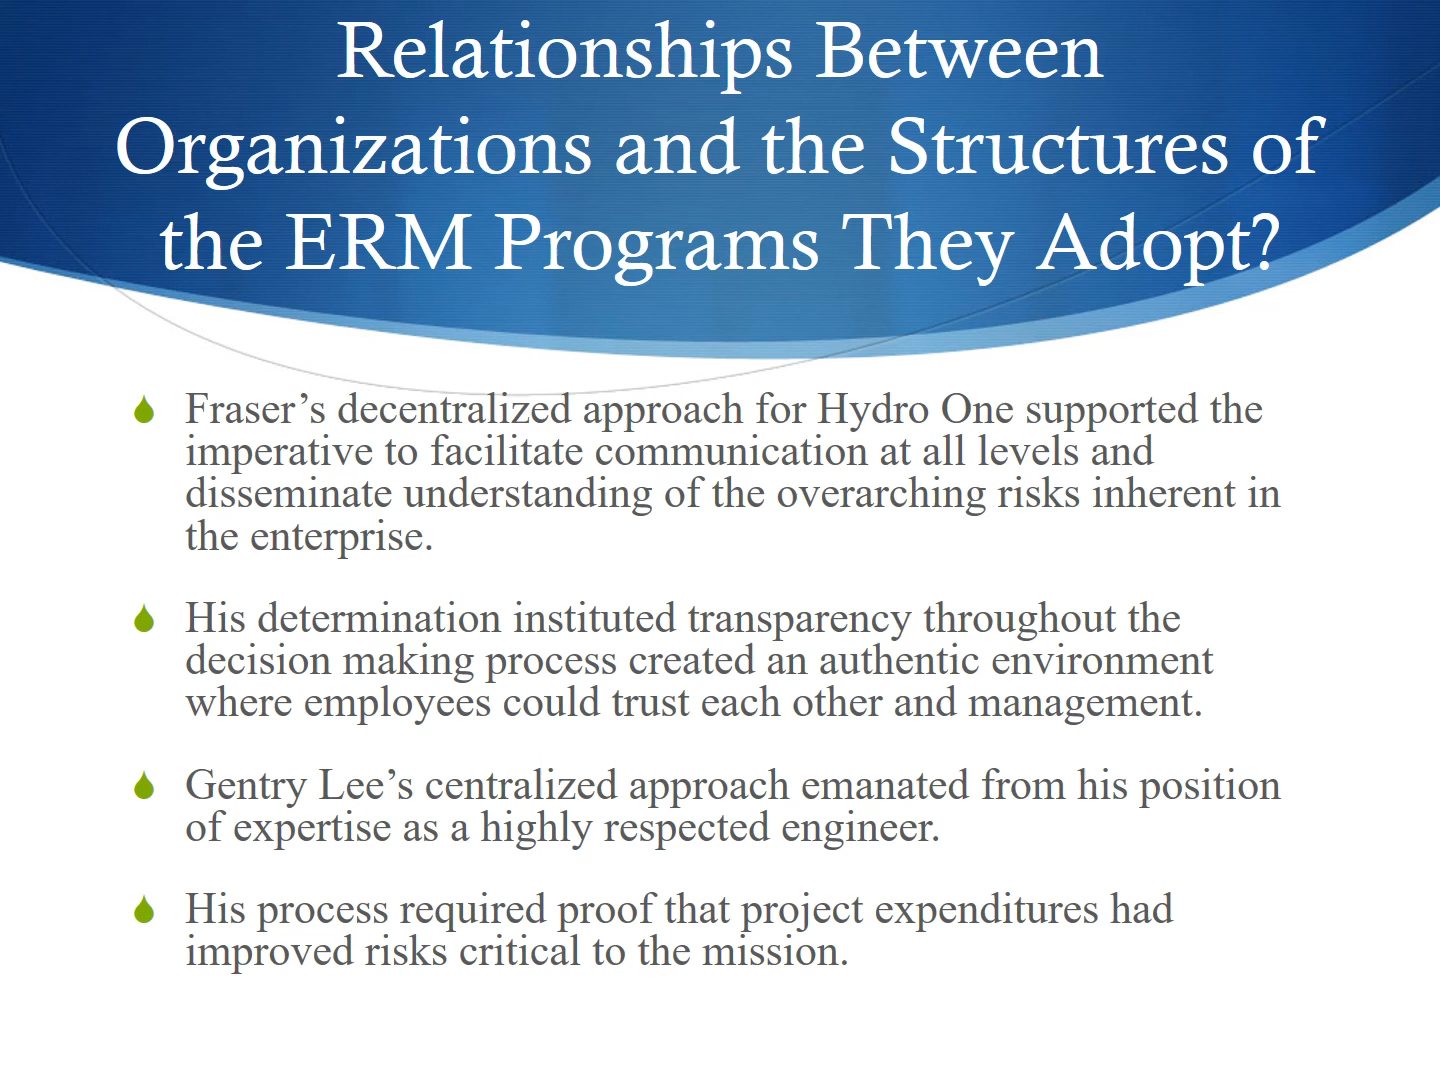 Relationships Between
Organizations and the Structures of
the ERM Programs They Adopt?
Fraser’s decentralized approach for Hydro One supported the
imperative to facilitate communication at all levels and
disseminate understanding of the overarching risks inherent in
the enterprise.
His determination instituted transparency throughout the
decision making process created an authentic environment
where employees could trust each other and management.
Gentry Lee’s centralized approach emanated from his position
of expertise as a highly respected engineer.
His process required proof that project expenditures had
improved risks critical to the mission.